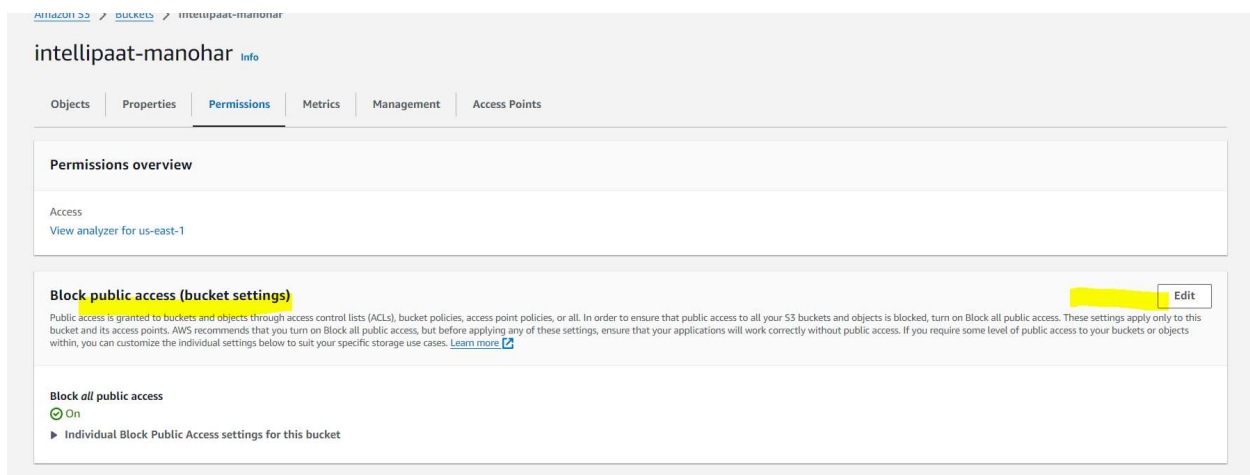 Amazon S3 > Buckets > intellipaat-manohar
intellipaat-manohar Info
Objects Properties Permissions Metrics Management Access Points
Permissions overview
Access
View analyzer for us-east-1
Block public access (bucket settings) Edit
Public access is granted to buckets and objects through access control lists (ACLs), bucket policies, access point policies, or all. In order to ensure that public access to all your S3 buckets and objects is blocked, turn on Block all public access. These settings apply only to this
bucket and its access points. AWS recommends that you turn on Block all public access, but before applying any of these settings, ensure that your applications will work correctly without public access. If you require some level of public access to your buckets or objects
within, you can customize the individual settings below to suit your specific storage use cases. Learn more
Block all public access
On
Individual Block Public Access settings for this bucket